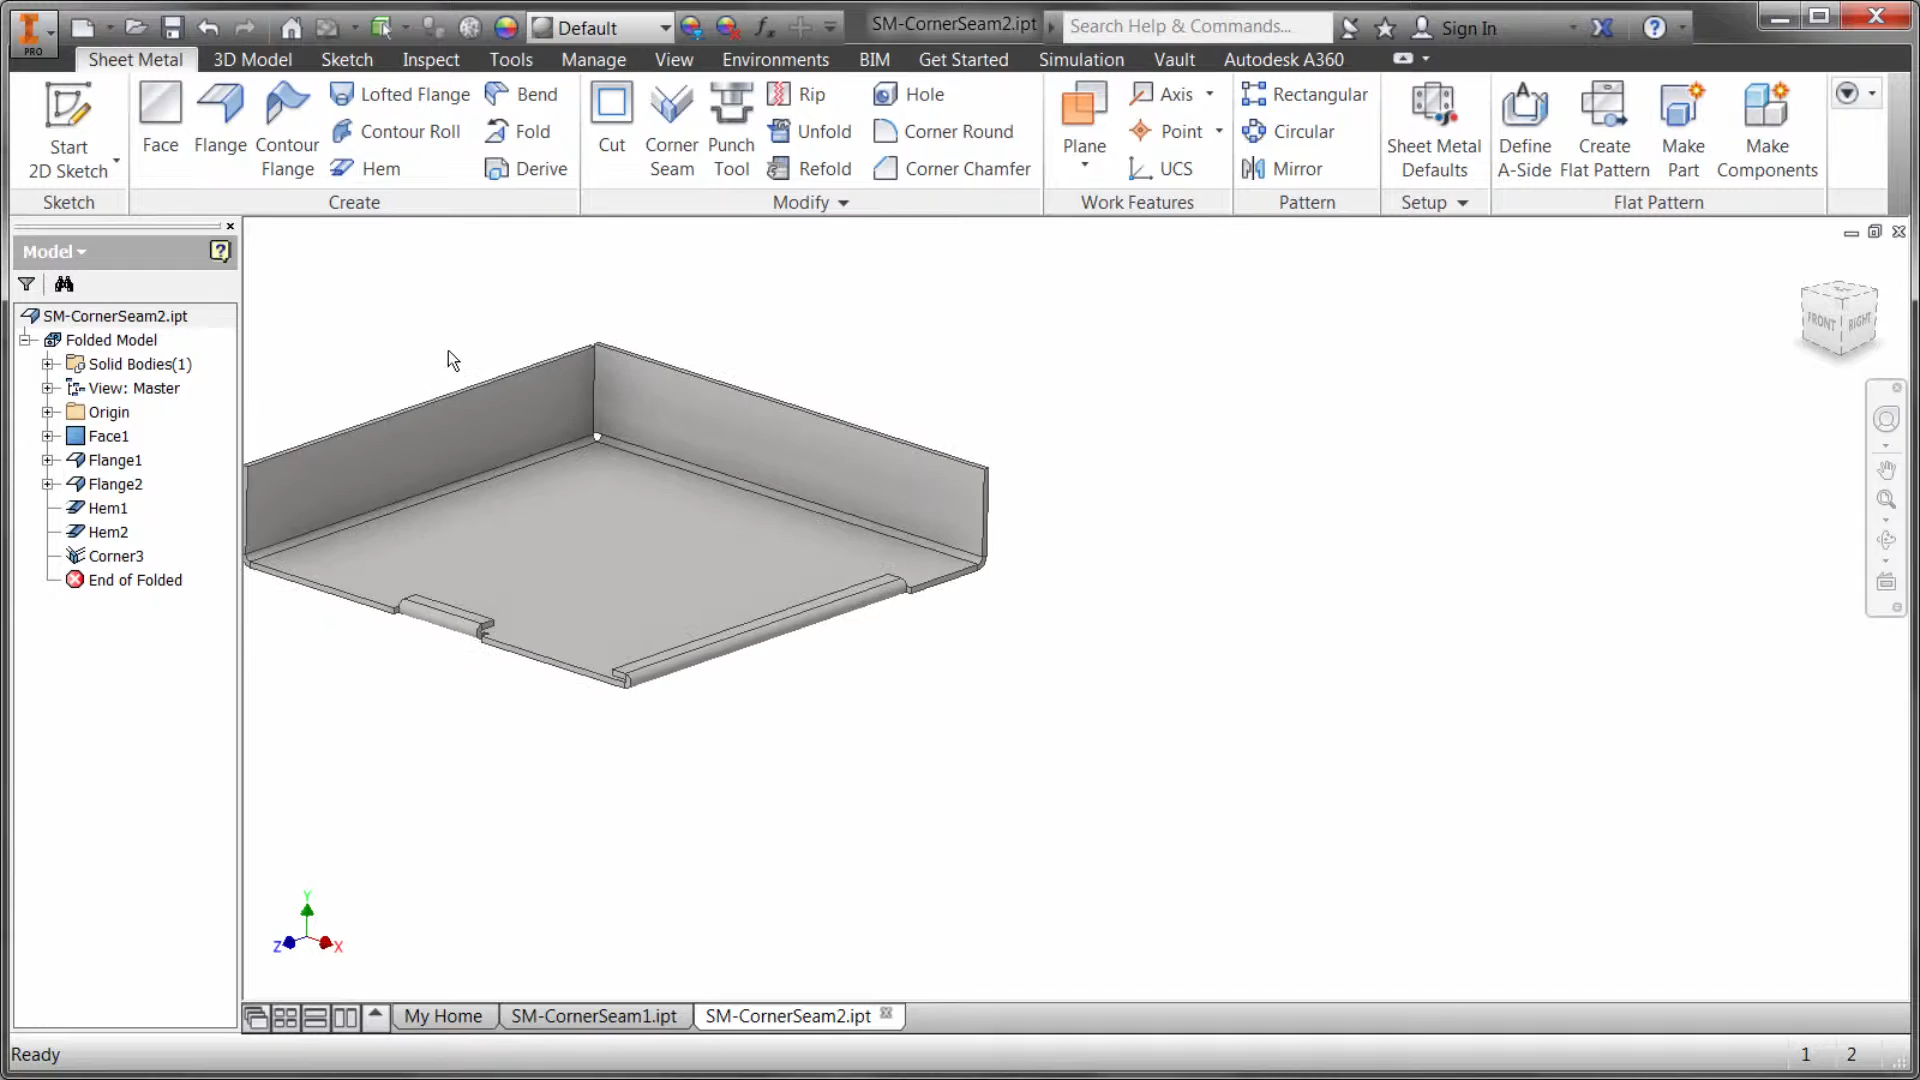 PRO
Default
SM-CornerSeam2.ipt
Search Help & Commands...
Sign In
Sheet Metal
3D Model
Sketch
Inspect
Tools
Manage
View
Environments
BIM
Get Started
Simulation
Vault
Autodesk A360
Start
2D Sketch
Face
Flange
Contour
Flange
Lofted Flange
Contour Roll
Hem
Bend
Fold
Derive
Cut
Corner
Seam
Punch
Tool
Rip
Unfold
Refold
Hole
Corner Round
Corner Chamfer
Plane
Axis
Point
UCS
Rectangular
Circular
Mirror
Sheet Metal
Defaults
Define
A-Side
Create
Flat Pattern
Make
Part
Make
Components
Sketch
Create
Modify
Work Features
Pattern
Setup
Flat Pattern
Model
SM-CornerSeam2.ipt
Folded Model
Solid Bodies(1)
View: Master
Origin
Face1
Flange1
Flange2
Hem1
Hem2
Corner3
End of Folded
FRONT
RIGHT
Y
Z
X
My Home
SM-CornerSeam1.ipt
SM-CornerSeam2.ipt
Ready
1
2